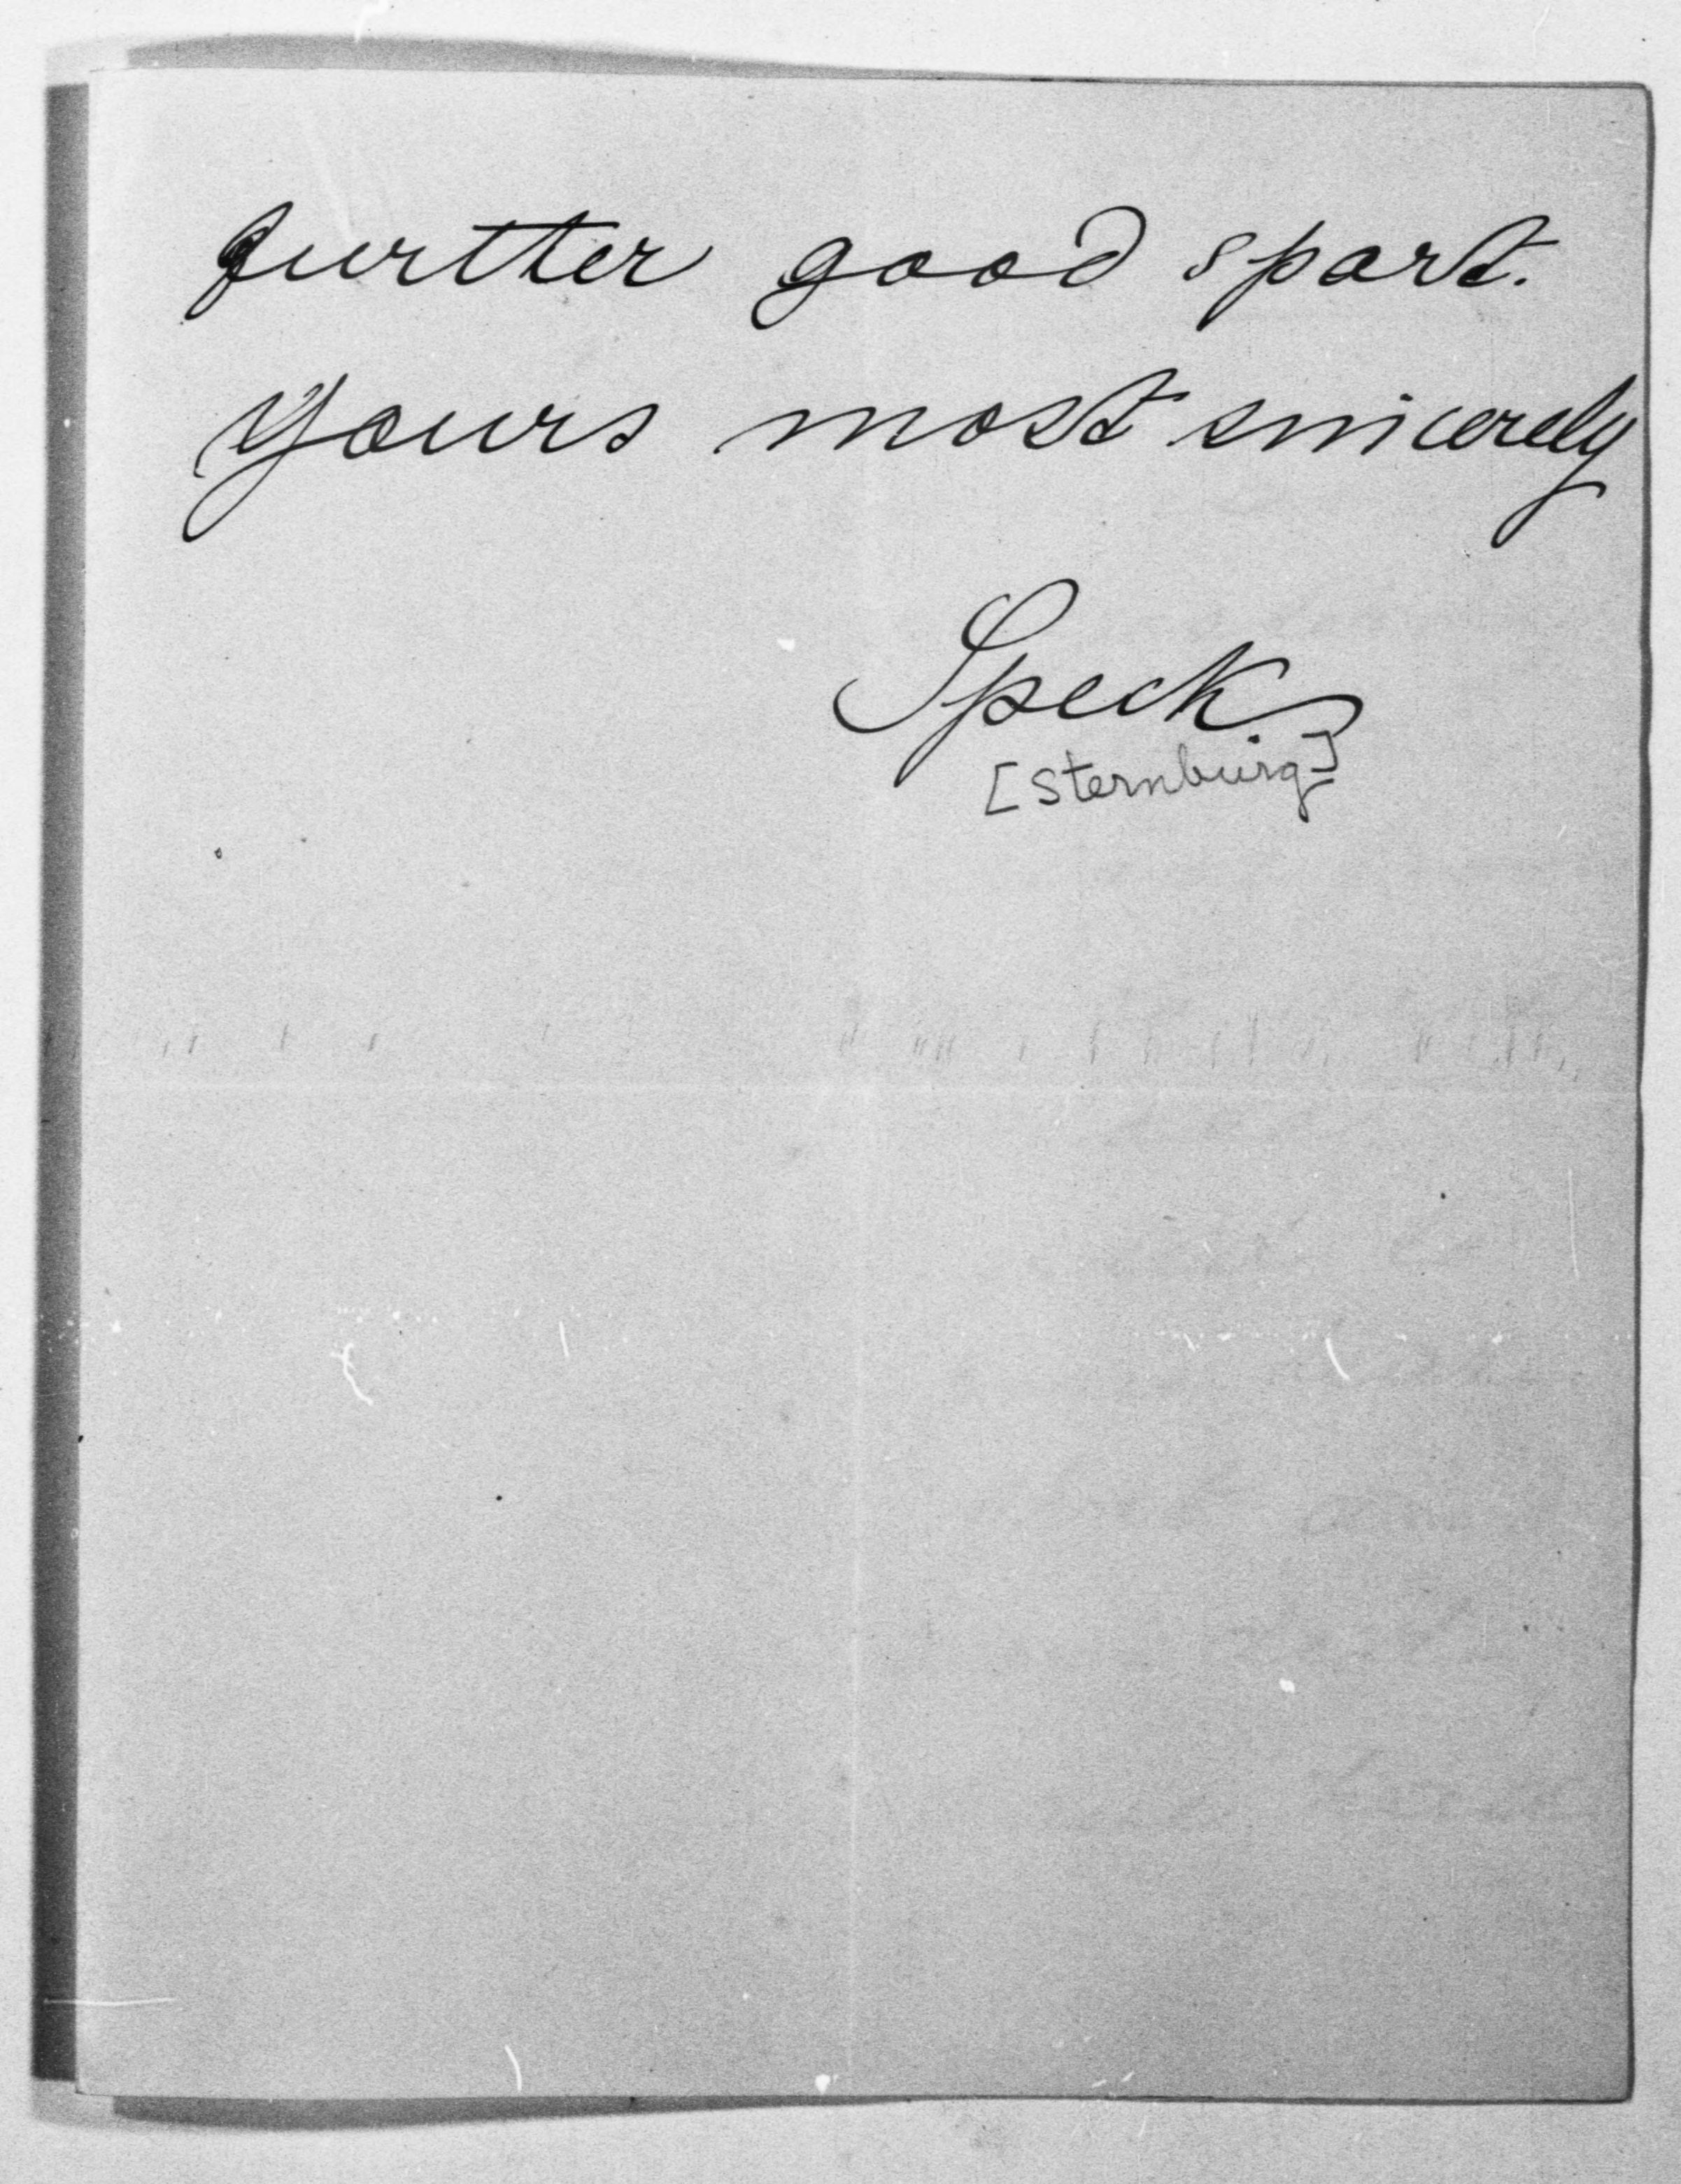 further good sport.
Yours most sincerely
Speck
[Sternburg]